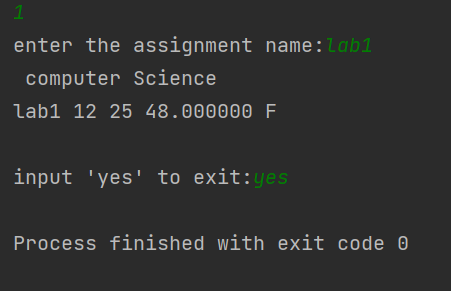 1
enter the assignment name:lab1
 computer Science
lab1 12 25 48.000000 F
input 'yes' to exit:yes
Process finished with exit code 0